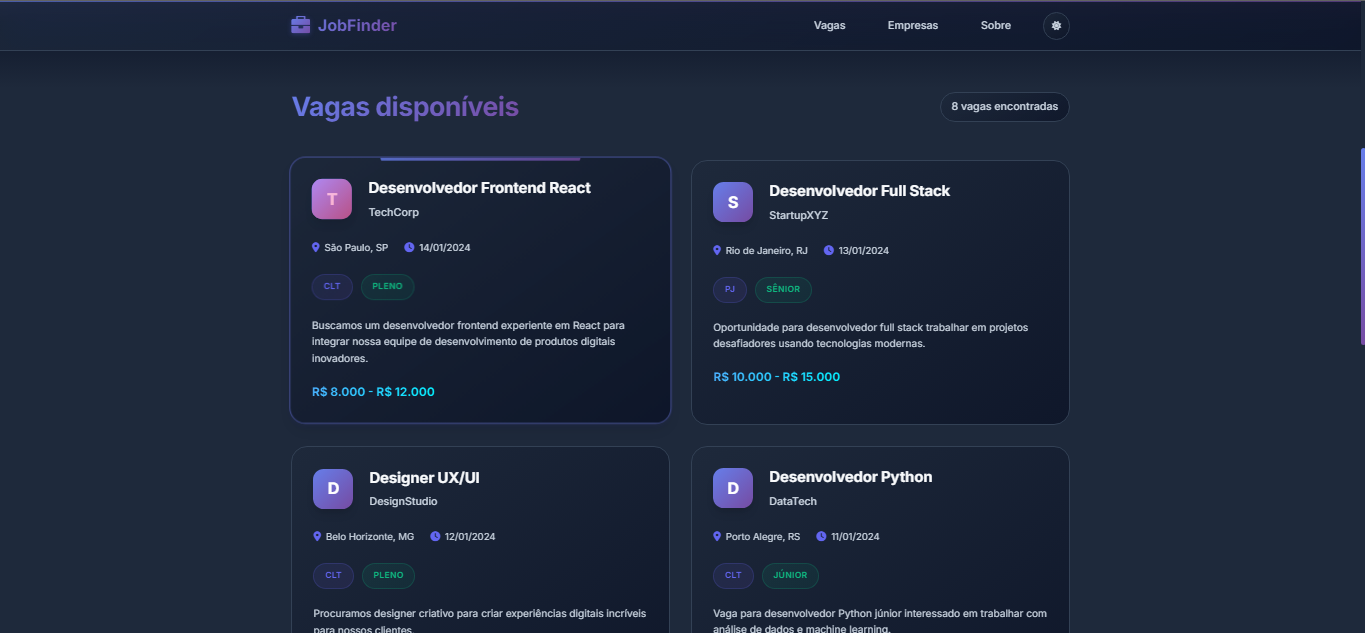 JobFinder
Vagas
Empresas
Sobre
Vagas disponíveis
8 vagas encontradas
T
Desenvolvedor Frontend React
TechCorp
São Paulo, SP
14/01/2024
CLT
PLENO
Buscamos um desenvolvedor frontend experiente em React para
integrar nossa equipe de desenvolvimento de produtos digitais
inovadores.
R$ 8.000 - R$ 12.000
S
Desenvolvedor Full Stack
StartupXYZ
Rio de Janeiro, RJ
13/01/2024
PJ
SÊNIOR
Oportunidade para desenvolvedor full stack trabalhar em projetos
desafiadores usando tecnologias modernas.
R$ 10.000 - R$ 15.000
D
Designer UX/UI
DesignStudio
Belo Horizonte, MG
12/01/2024
CLT
PLENO
Procuramos designer criativo para criar experiências digitais incríveis
para nossos clientes.
D
Desenvolvedor Python
DataTech
Porto Alegre, RS
11/01/2024
CLT
JÚNIOR
Vaga para desenvolvedor Python júnior interessado em trabalhar com
análise de dados e machine learning.